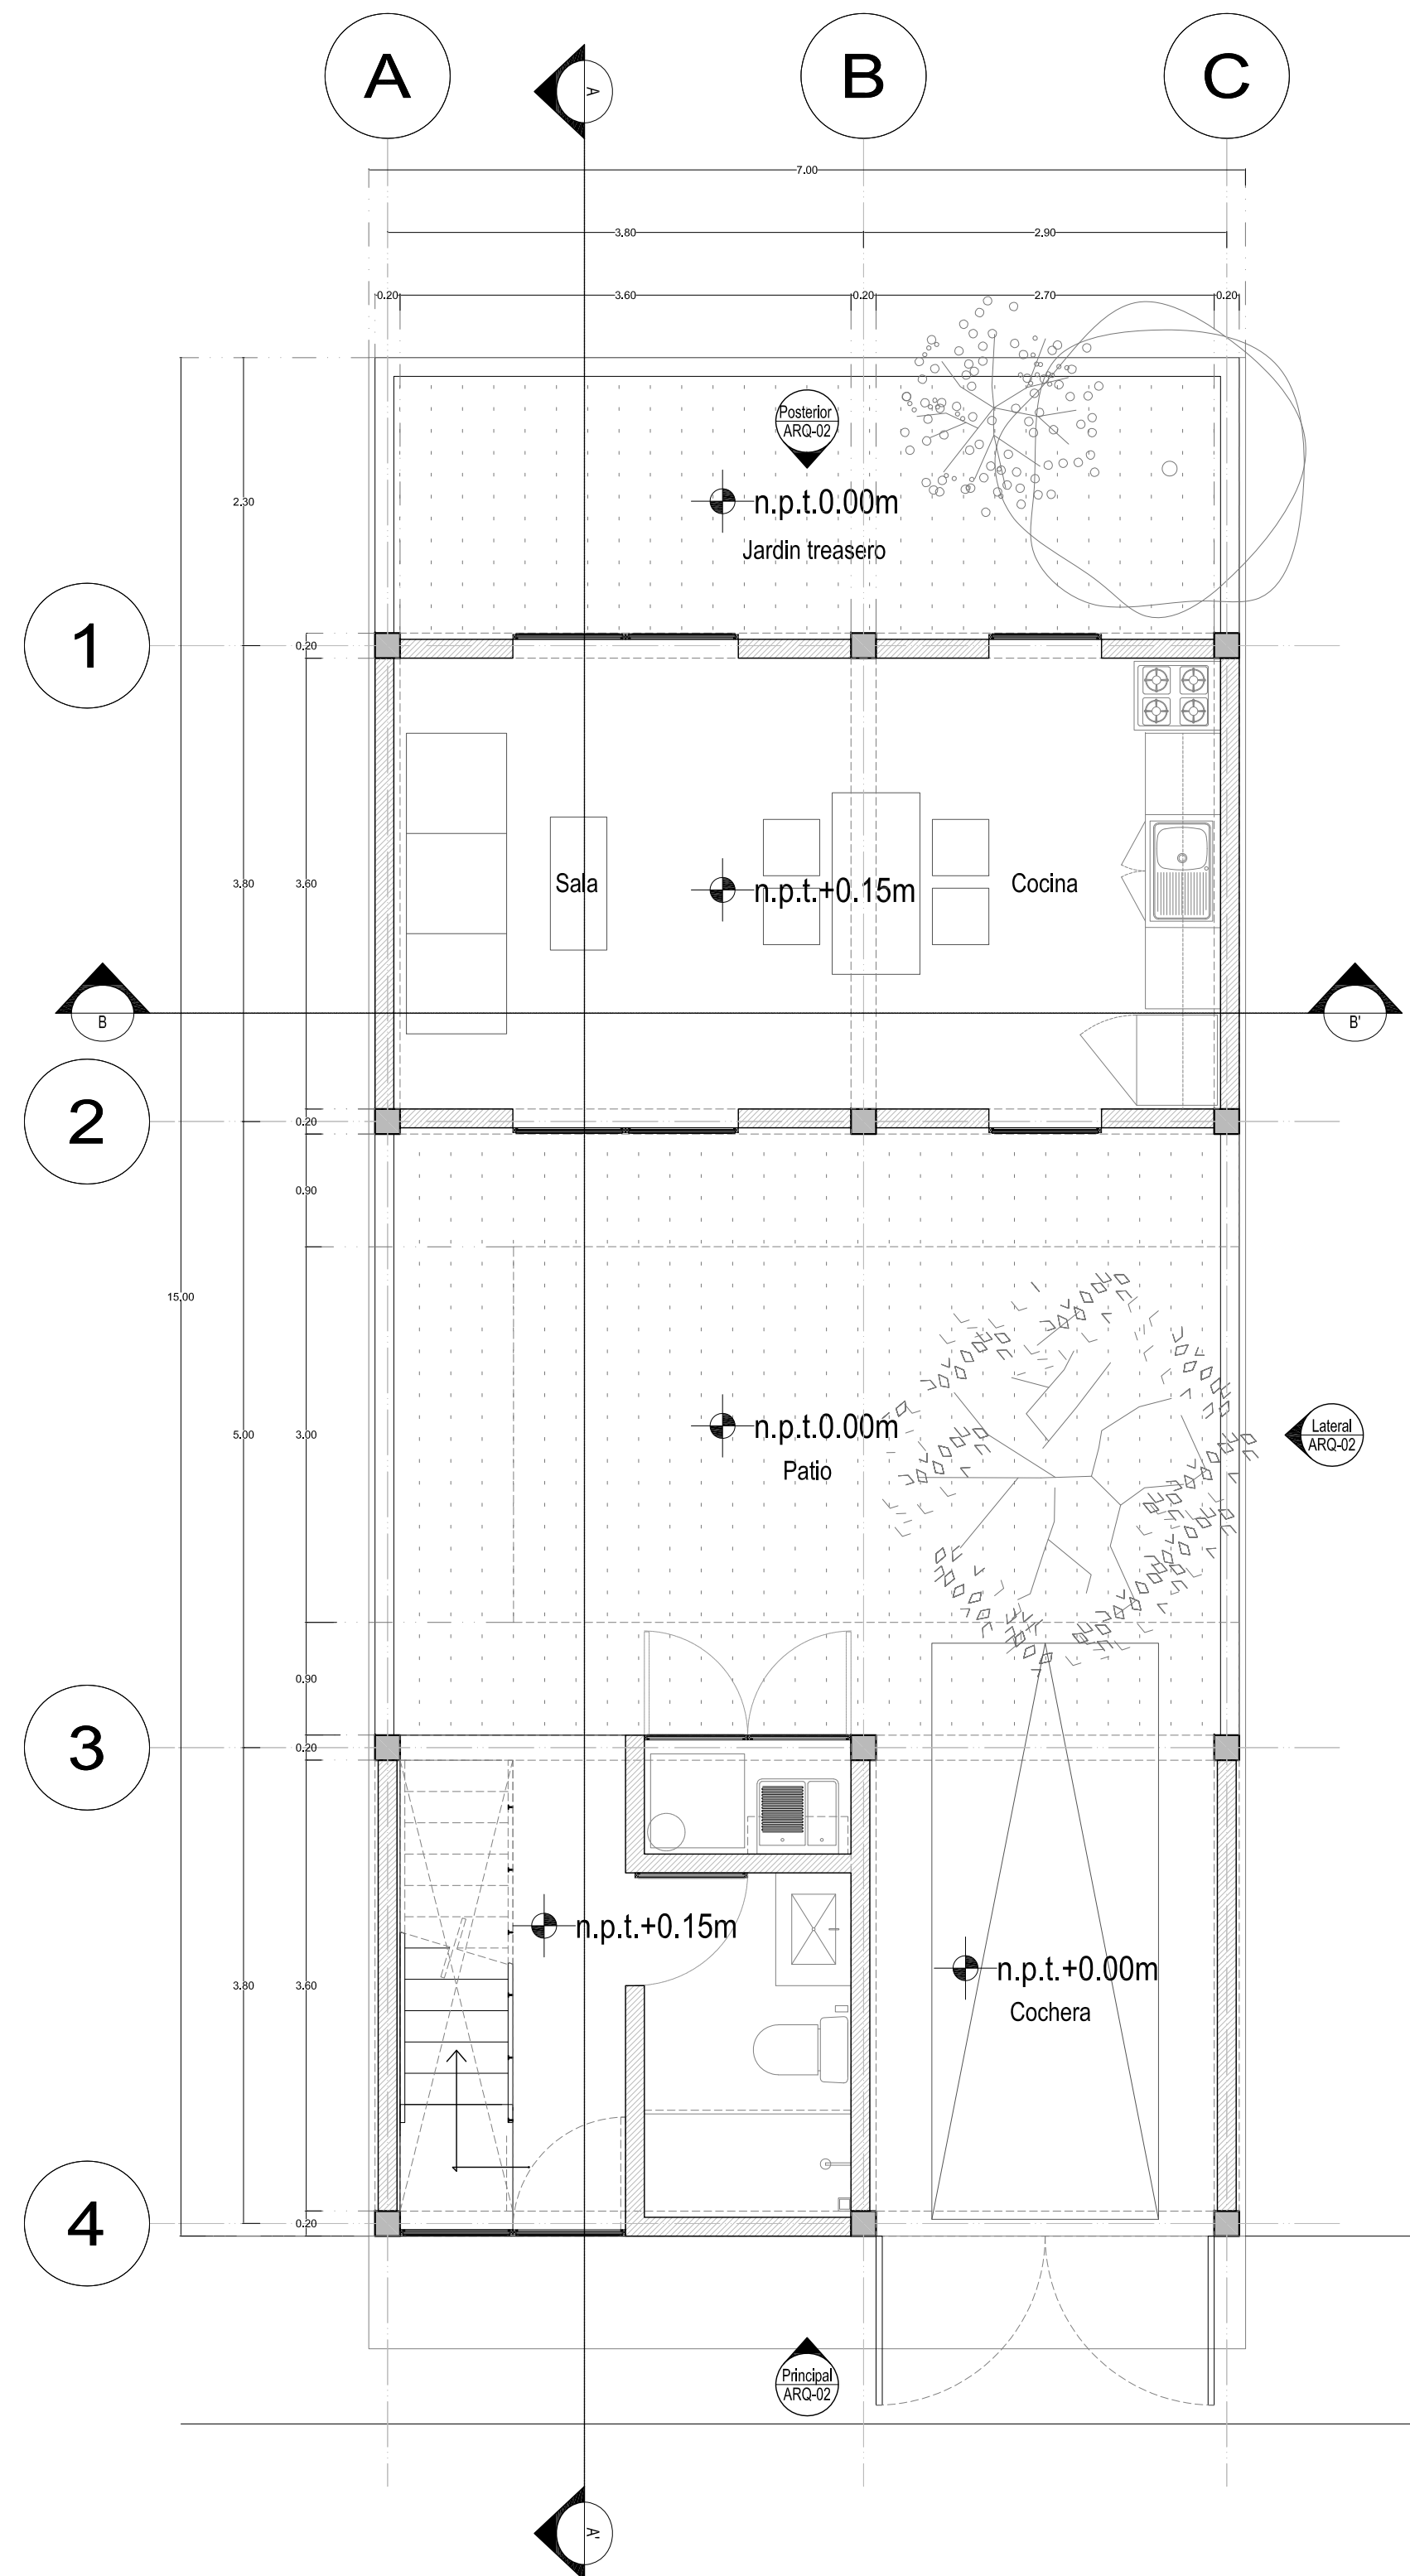 A
B
C
A
7.00
3.80
2.90
0.20
3.60
0.20
2.70
0.20
Posterior
ARQ-02
2.30
n.p.t.0.00m
Jardin treasero
1
0.20
Sala
3.80
3.60
n.p.t.+0.15m
Cocina
B
B'
2
0.20
0.90
15.00
5.00
3.00
n.p.t.0.00m
Patio
Lateral
ARQ-02
0.90
3
0.20
n.p.t.+0.15m
3.80
3.60
n.p.t.+0.00m
Cochera
4
0.20
Principal
ARQ-02
A'